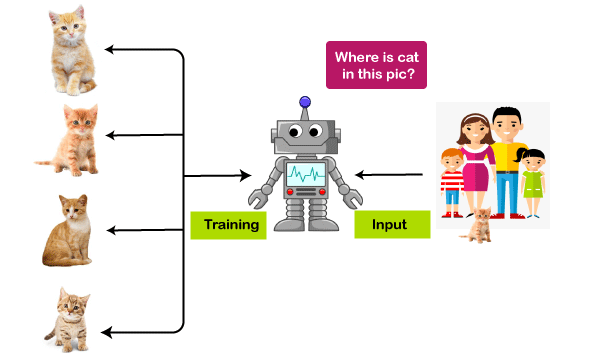 Where is cat
in this pic?
Training
Input